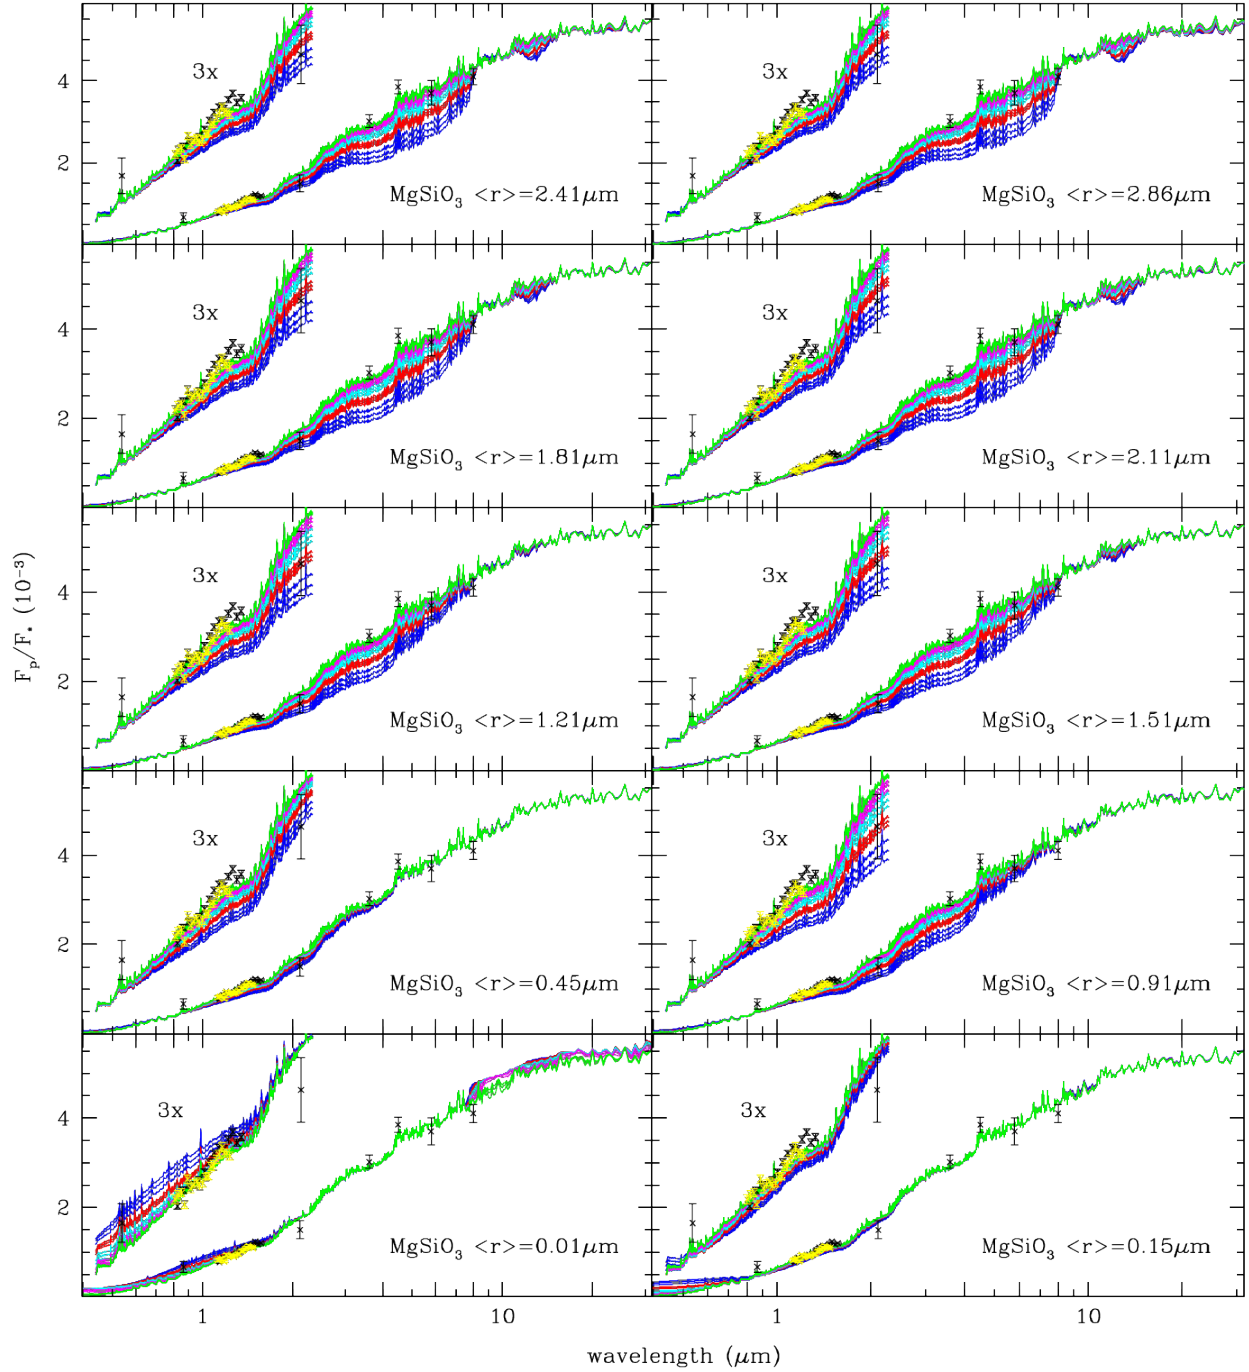 3x
3x
4
2
MgSiO₃ <r>=2.41μm
MgSiO₃ <r>=2.86μm
3x
3x
4
2
MgSiO₃ <r>=1.81μm
MgSiO₃ <r>=2.11μm
3x
3x
4
2
MgSiO₃ <r>=1.21μm
MgSiO₃ <r>=1.51μm
F_p/F. (10⁻³)
3x
3x
4
2
MgSiO₃ <r>=0.45μm
MgSiO₃ <r>=0.91μm
3x
3x
4
2
MgSiO₃ <r>=0.01μm
MgSiO₃ <r>=0.15μm
1 10 1 10
wavelength (μm)